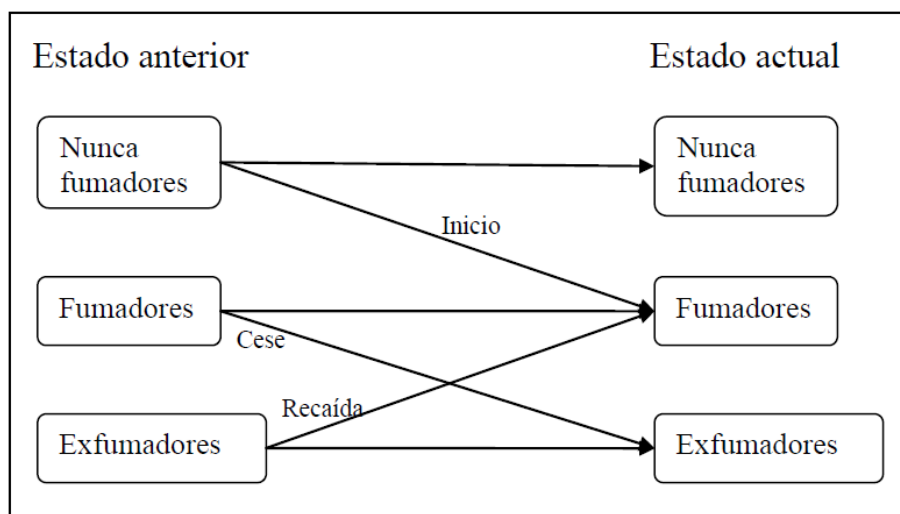 Estado anterior
Estado actual
Nunca
fumadores
Nunca
fumadores
Inicio
Fumadores
Fumadores
Cese
Recaída
Exfumadores
Exfumadores